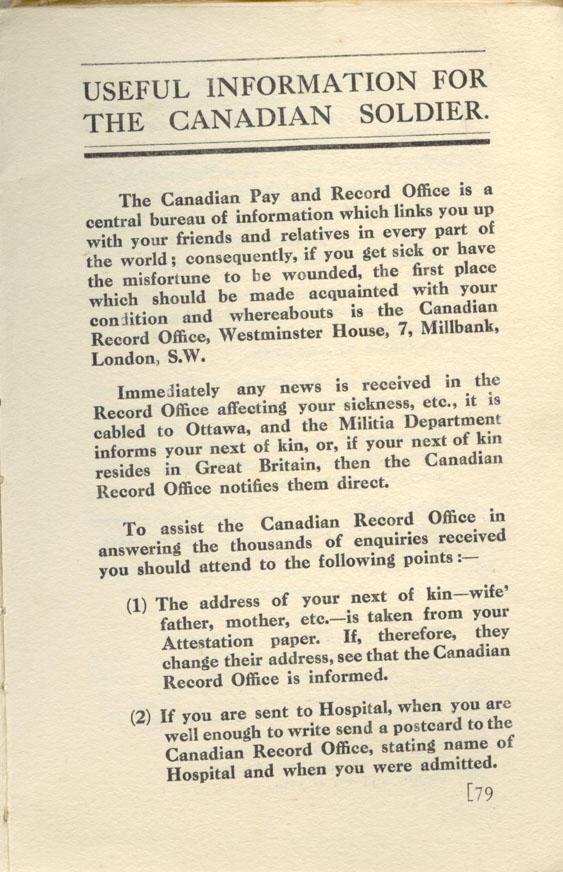 USEFUL INFORMATION FOR
THE CANADIAN SOLDIER.
The Canadian Pay and Record Office is a
central bureau of information which links you up
with your friends and relatives in every part of
the world; consequently, if you get sick or have
the misfortune to be wounded, the first place
which should be made acquainted with your
condition and whereabouts is the Canadian
Record Office, Westminster House, 7, Millbank,
London, S.W.
Immediately any news is received in the
Record Office affecting your sickness, etc., it is
cabled to Ottawa, and the Militia Department
informs your next of kin, or, if your next of kin
resides in Great Britain, then the Canadian
Record Office notifies them direct.
To assist the Canadian Record Office in
answering the thousands of enquiries received
you should attend to the following points:—
(1) The address of your next of kin—wife'
father, mother, etc.—is taken from your
Attestation paper. If, therefore, they
change their address, see that the Canadian
Record Office is informed.
(2) If you are sent to Hospital, when you are
well enough to write send a postcard to the
Canadian Record Office, stating name of
Hospital and when you were admitted.
[79